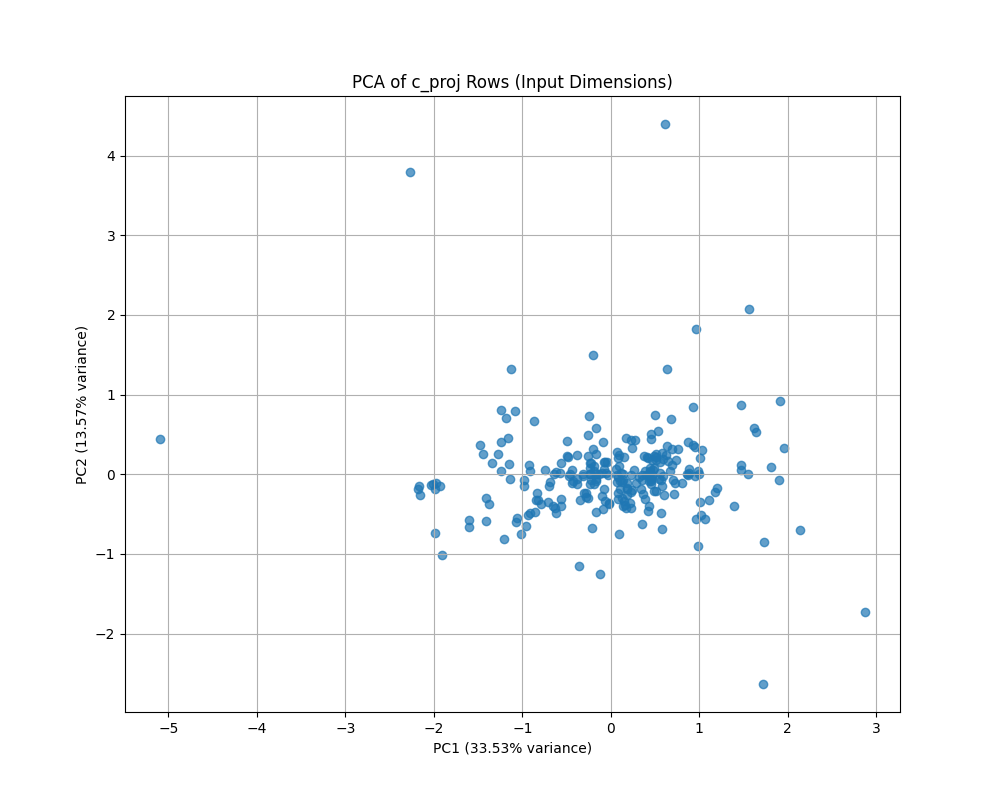 PCA of c_proj Rows (Input Dimensions)
4
3
2
1
0
−1
−2
PC2 (13.57% variance)
−5 −4 −3 −2 −1 0 1 2 3
PC1 (33.53% variance)